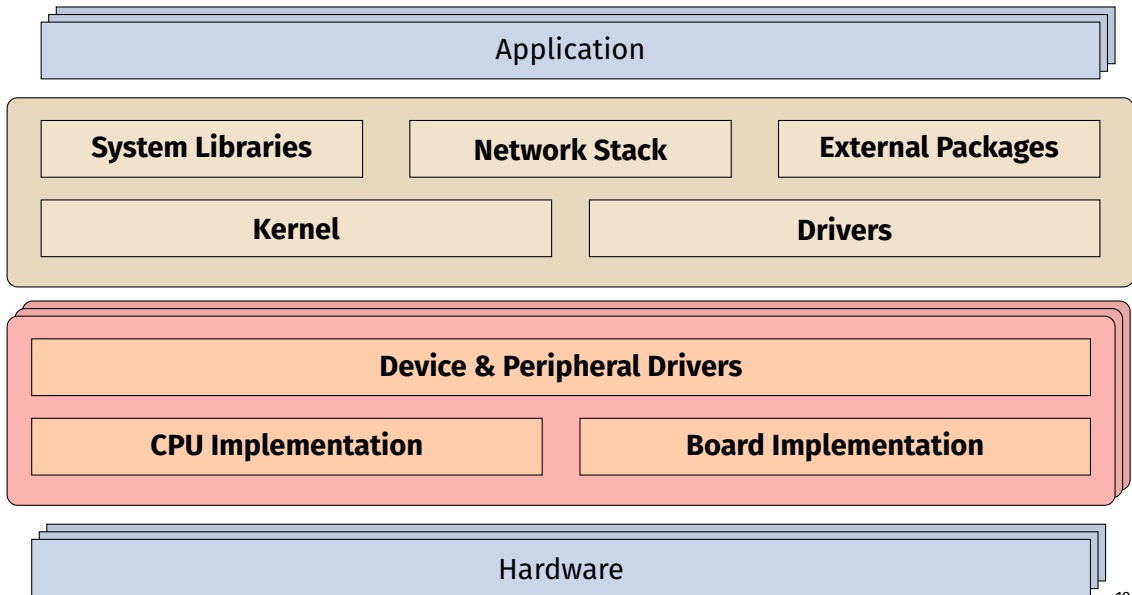 Application
System Libraries
Network Stack
External Packages
Kernel
Drivers
Device & Peripheral Drivers
CPU Implementation
Board Implementation
Hardware